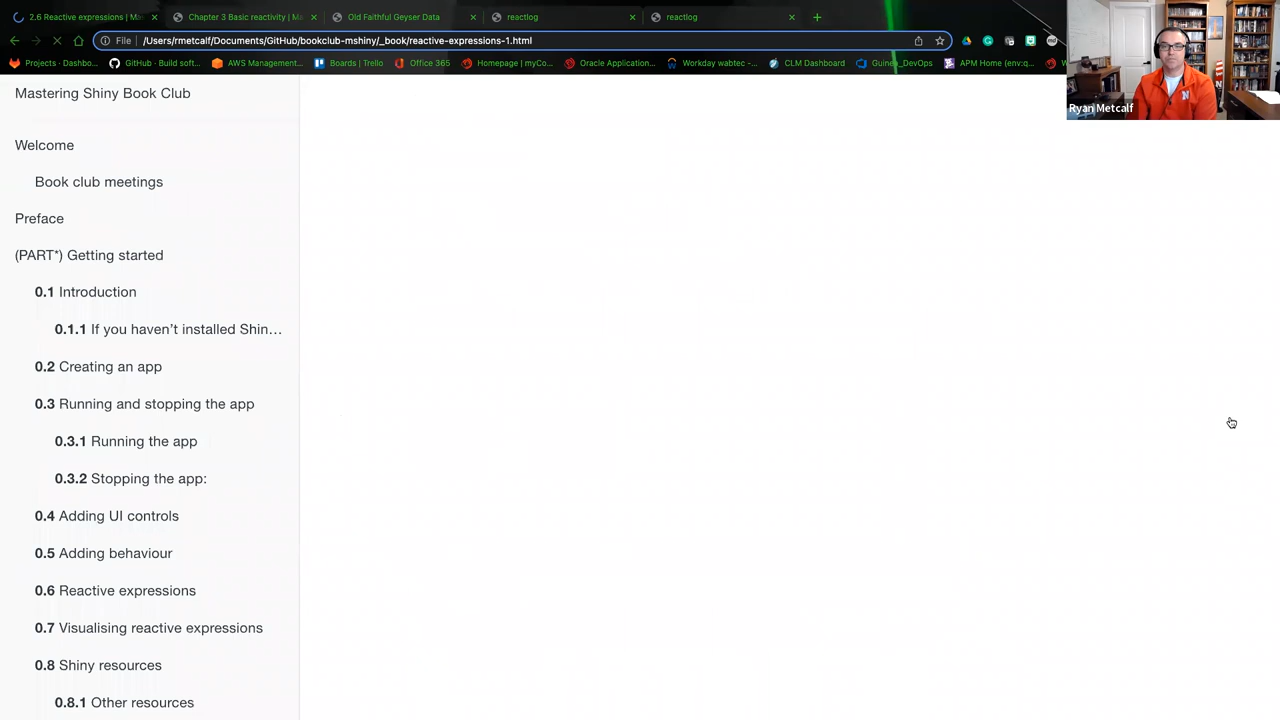 2.6 Reactive expressions | Ma
Chapter 3 Basic reactivity | M
Old Faithful Geyser Data
reactlog
reactlog
File
/Users/rmetcalf/Documents/GitHub/bookclub-mshiny/_book/reactive-expressions-1.html
Projects · Dashbo...
GitHub · Build soft...
AWS Management...
Boards | Trello
Office 365
Homepage | myCo...
Oracle Application...
Workday wabtec -...
CLM Dashboard
DevOps
APM Home (env:q...
Ryan Metcalf
Mastering Shiny Book Club
Welcome
Book club meetings
Preface
(PART*) Getting started
0.1 Introduction
0.1.1 If you haven’t installed Shin…
0.2 Creating an app
0.3 Running and stopping the app
0.3.1 Running the app
0.3.2 Stopping the app:
0.4 Adding UI controls
0.5 Adding behaviour
0.6 Reactive expressions
0.7 Visualising reactive expressions
0.8 Shiny resources
0.8.1 Other resources